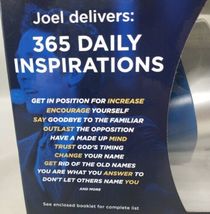 Joel delivers:
365 DAILY
INSPIRATIONS
GET IN POSITION FOR INCREASE
ENCOURAGE YOURSELF
SAY GOODBYE TO THE FAMILIAR
OUTLAST THE OPPOSITION
HAVE A MADE UP MIND
TRUST GOD'S TIMING
CHANGE YOUR NAME
GET RID OF THE OLD NAMES
YOU ARE WHAT YOU ANSWER TO
DON'T LET OTHERS NAME YOU
AND MORE
See enclosed booklet for complete list